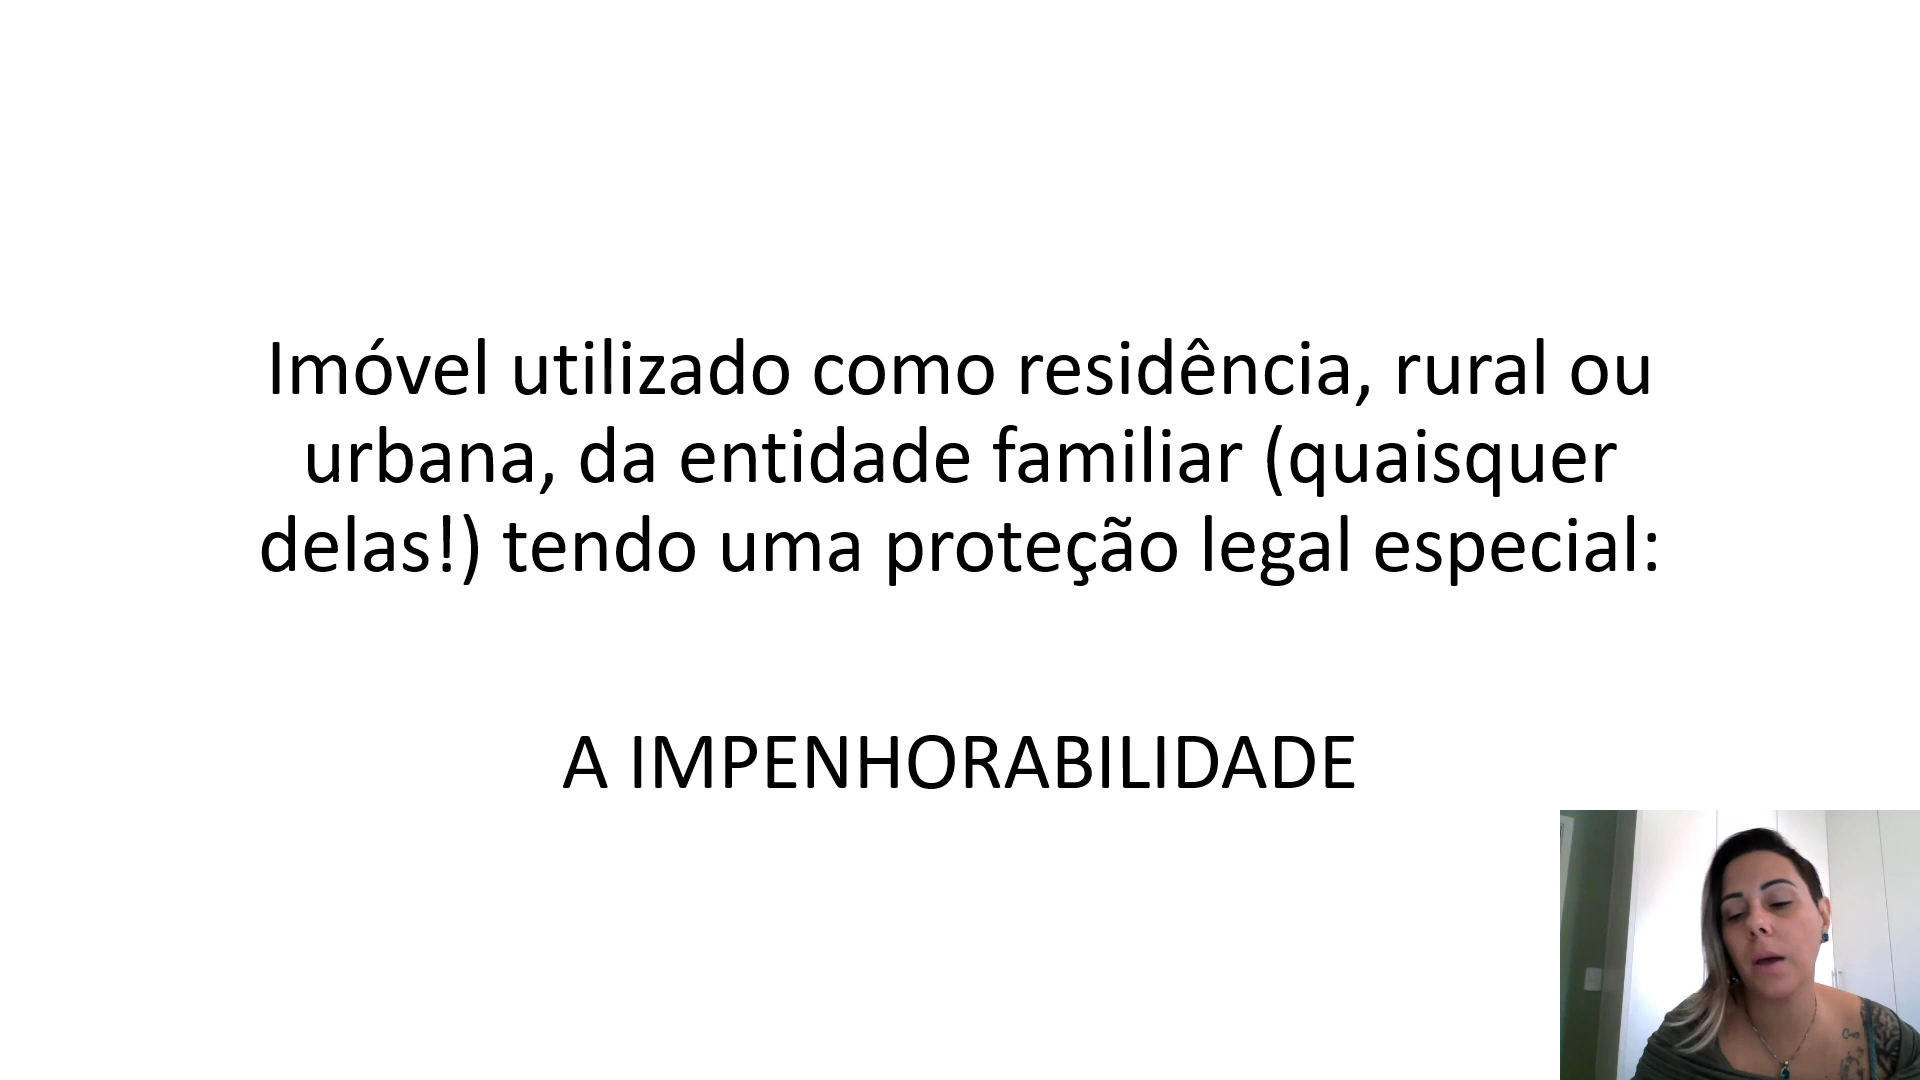 Imóvel utilizado como residência, rural ou
urbana, da entidade familiar (quaisquer
delas!) tendo uma proteção legal especial:
A IMPENHORABILIDADE